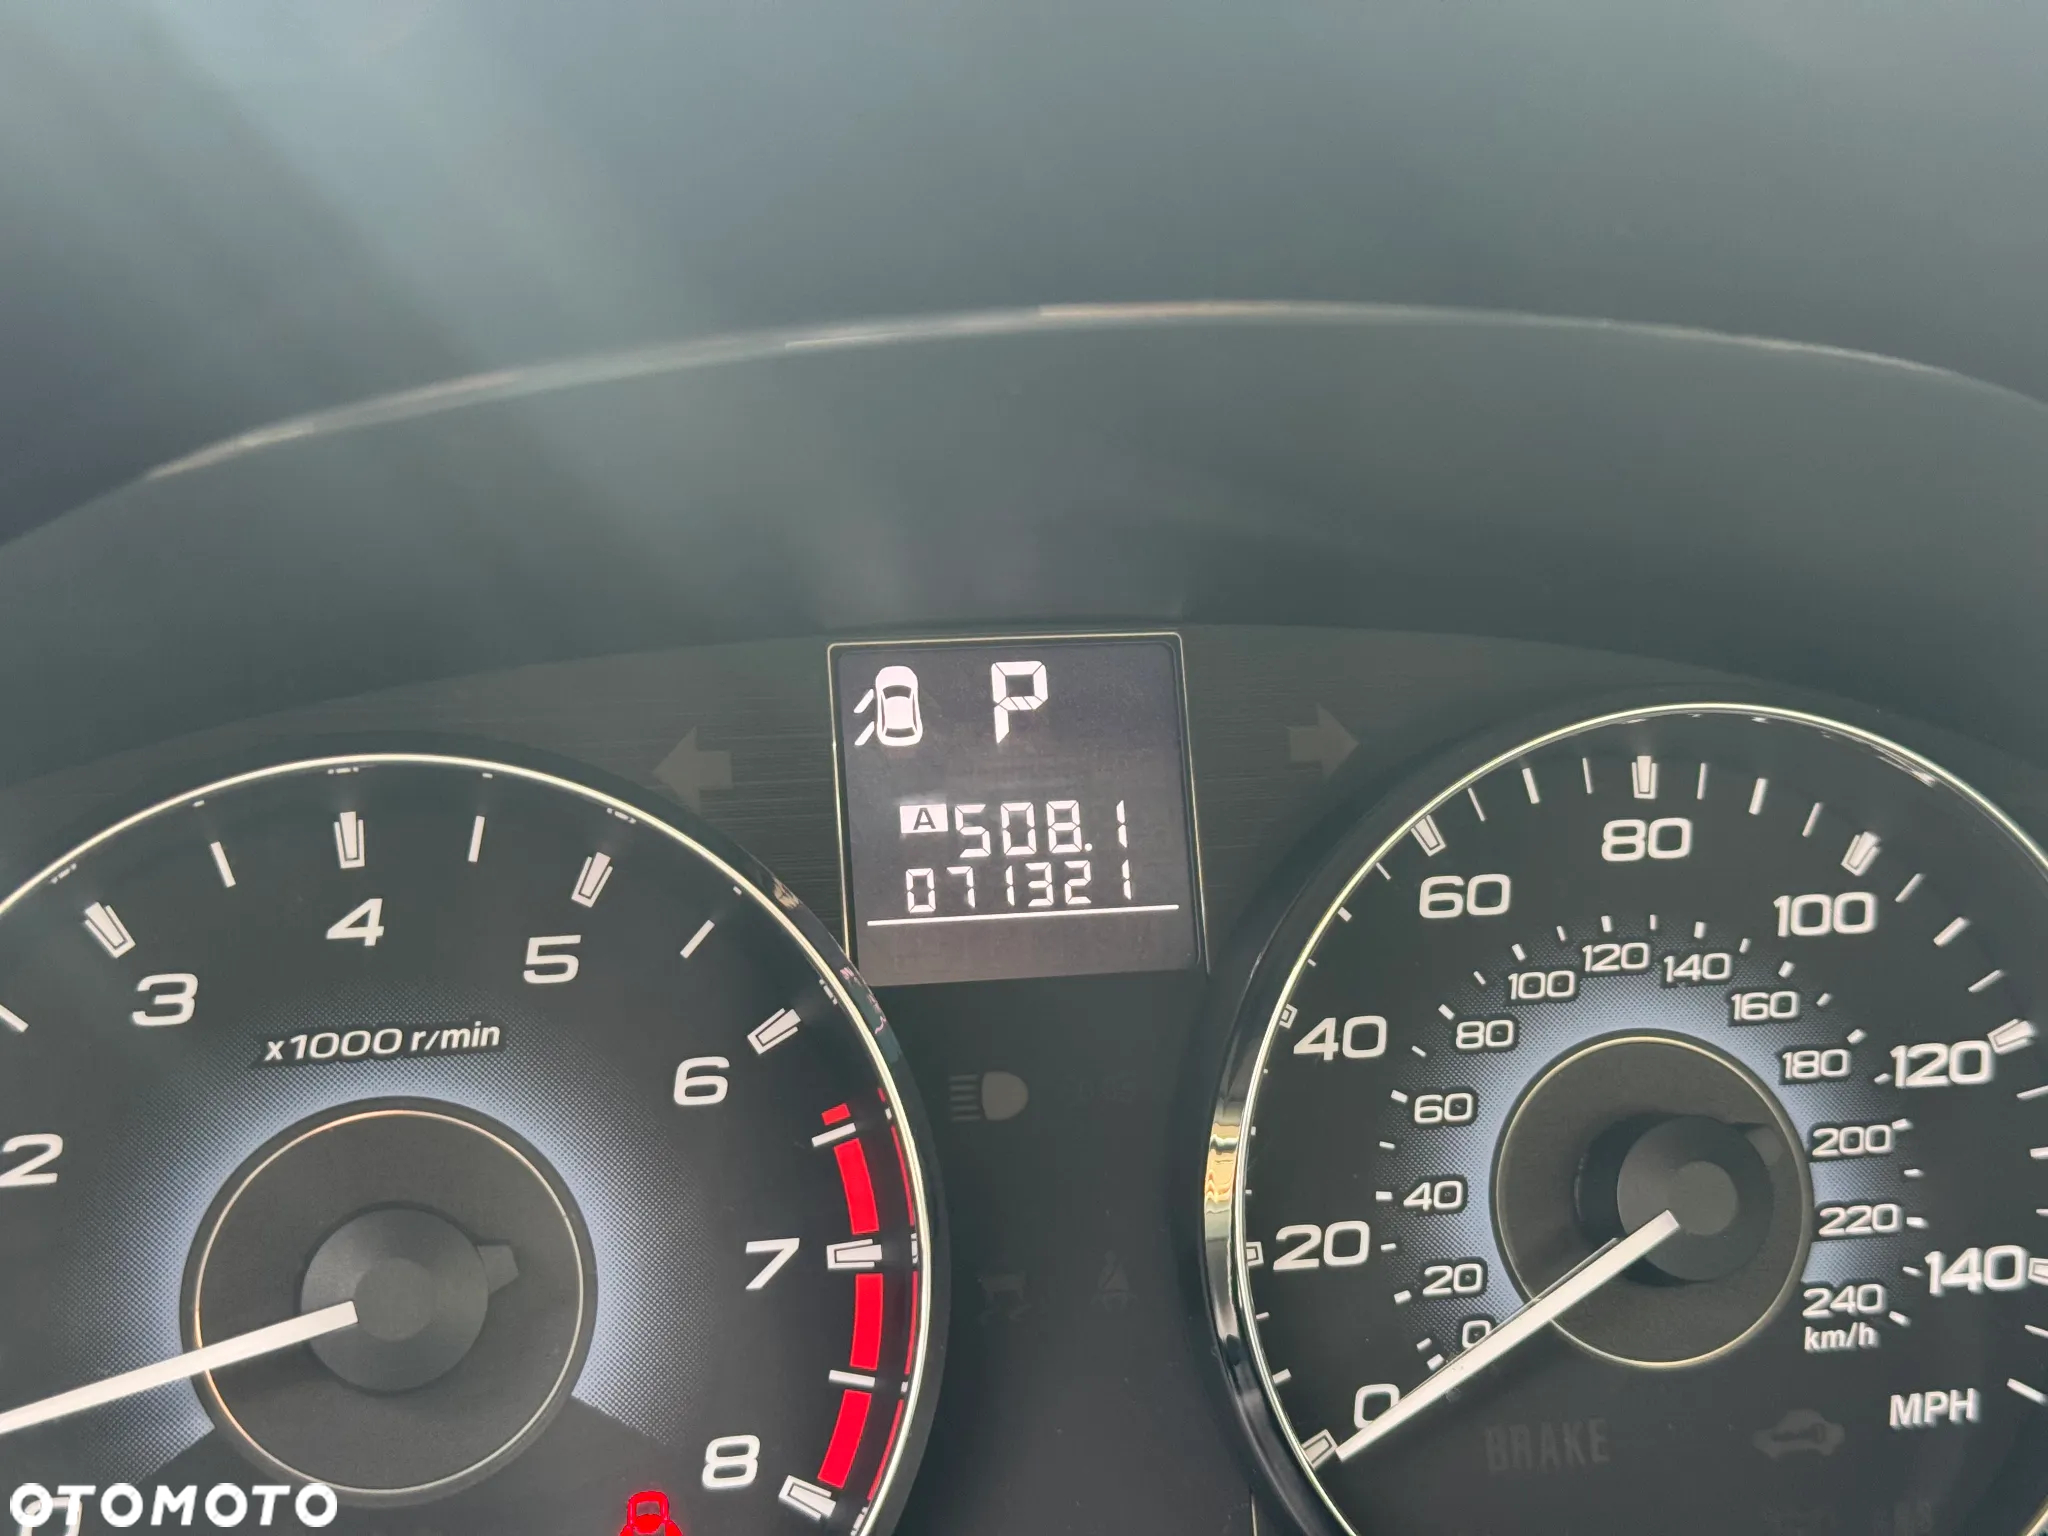 P
A 508.1
071321
2 3 4 5 6 7 8
x1000 r/min
0 20 40 60 80 100 120 140
0 20 40 60 80 100 120 140 160 180 200 220 240
km/h
MPH
BRAKE
OTOMOTO